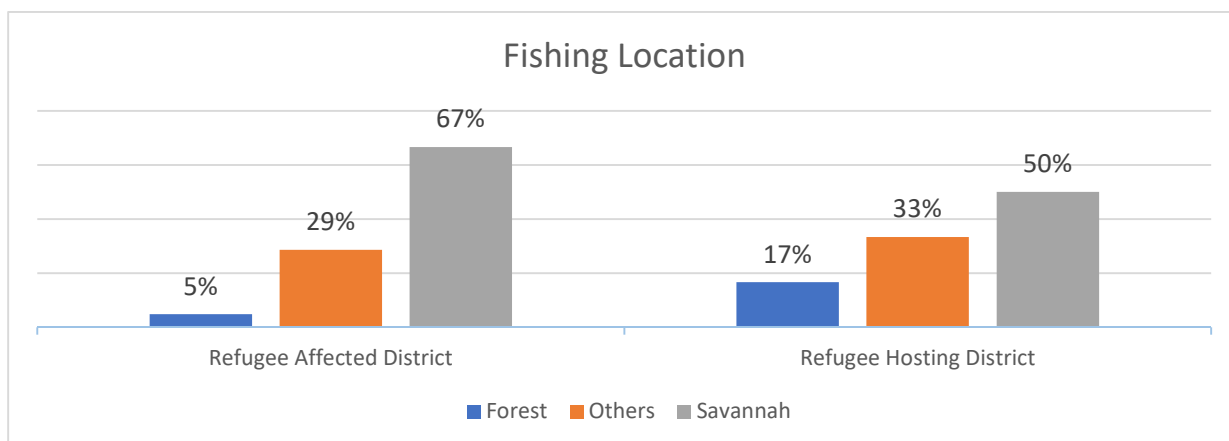 Fishing Location
67%
50%
33%
29%
17%
5%
Refugee Affected District Refugee Hosting District
Forest Others Savannah